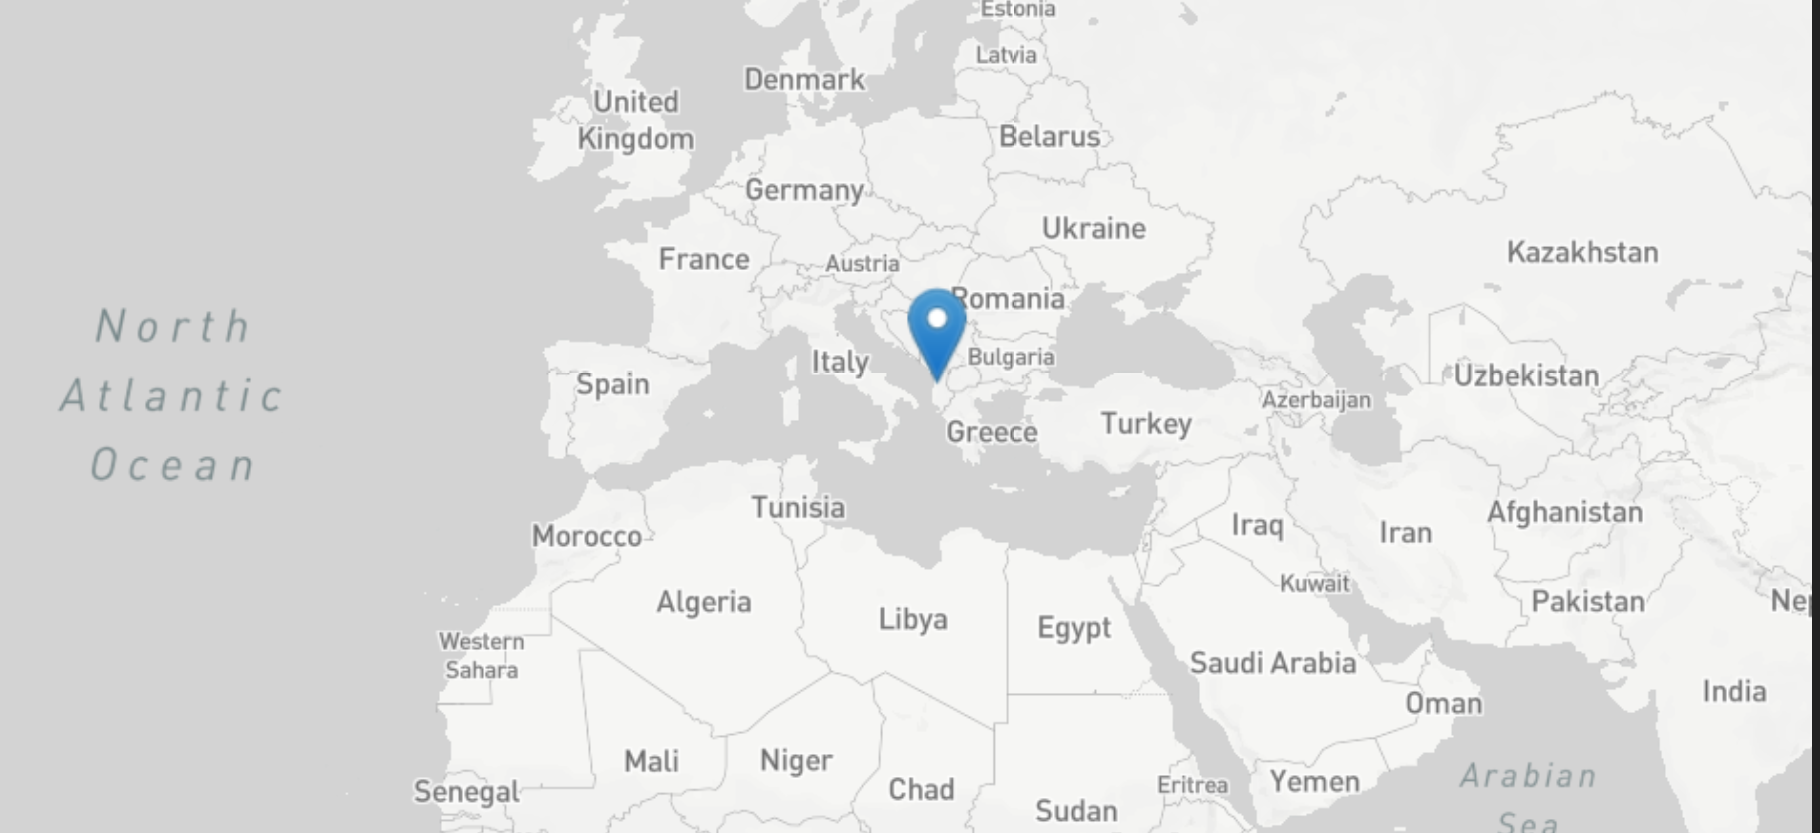 Estonia
Latvia
Denmark
United
Kingdom
Belarus
Germany
Ukraine
France
Austria
Kazakhstan
Romania
North
Atlantic
Ocean
Italy
Bulgaria
Spain
Uzbekistan
Azerbaijan
Greece
Turkey
Tunisia
Morocco
Iraq
Iran
Afghanistan
Kuwait
Algeria
Libya
Egypt
Pakistan
Nep
Western
Sahara
Saudi Arabia
Oman
India
Mali
Niger
Chad
Senegal
Eritrea
Yemen
Sudan
Arabian
Sea